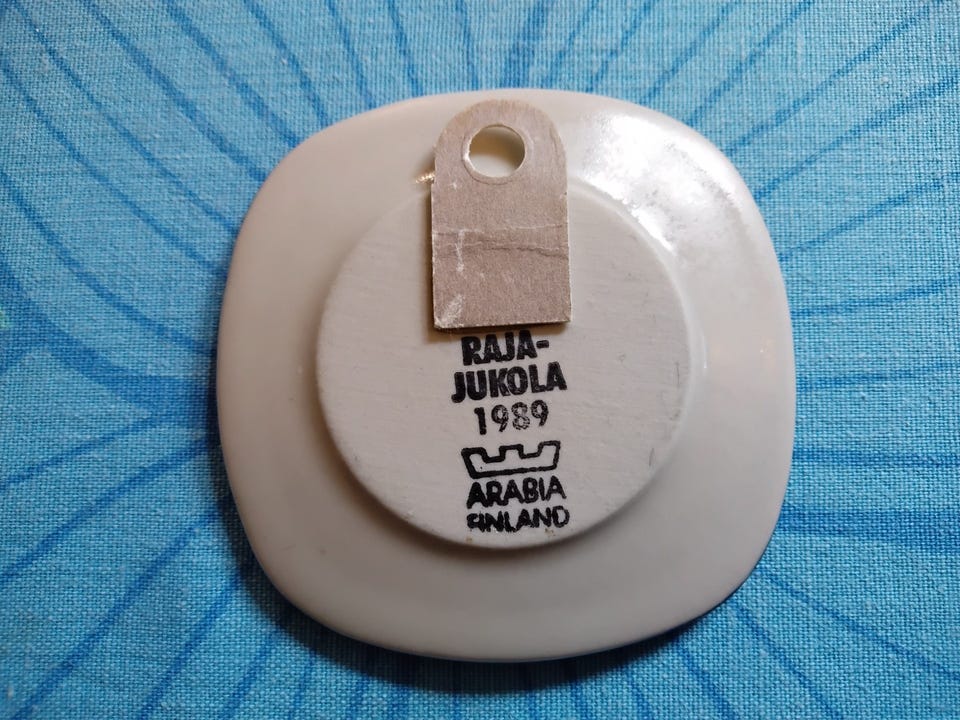 RAJA-
JUKOLA
1989
ARABIA
FINLAND